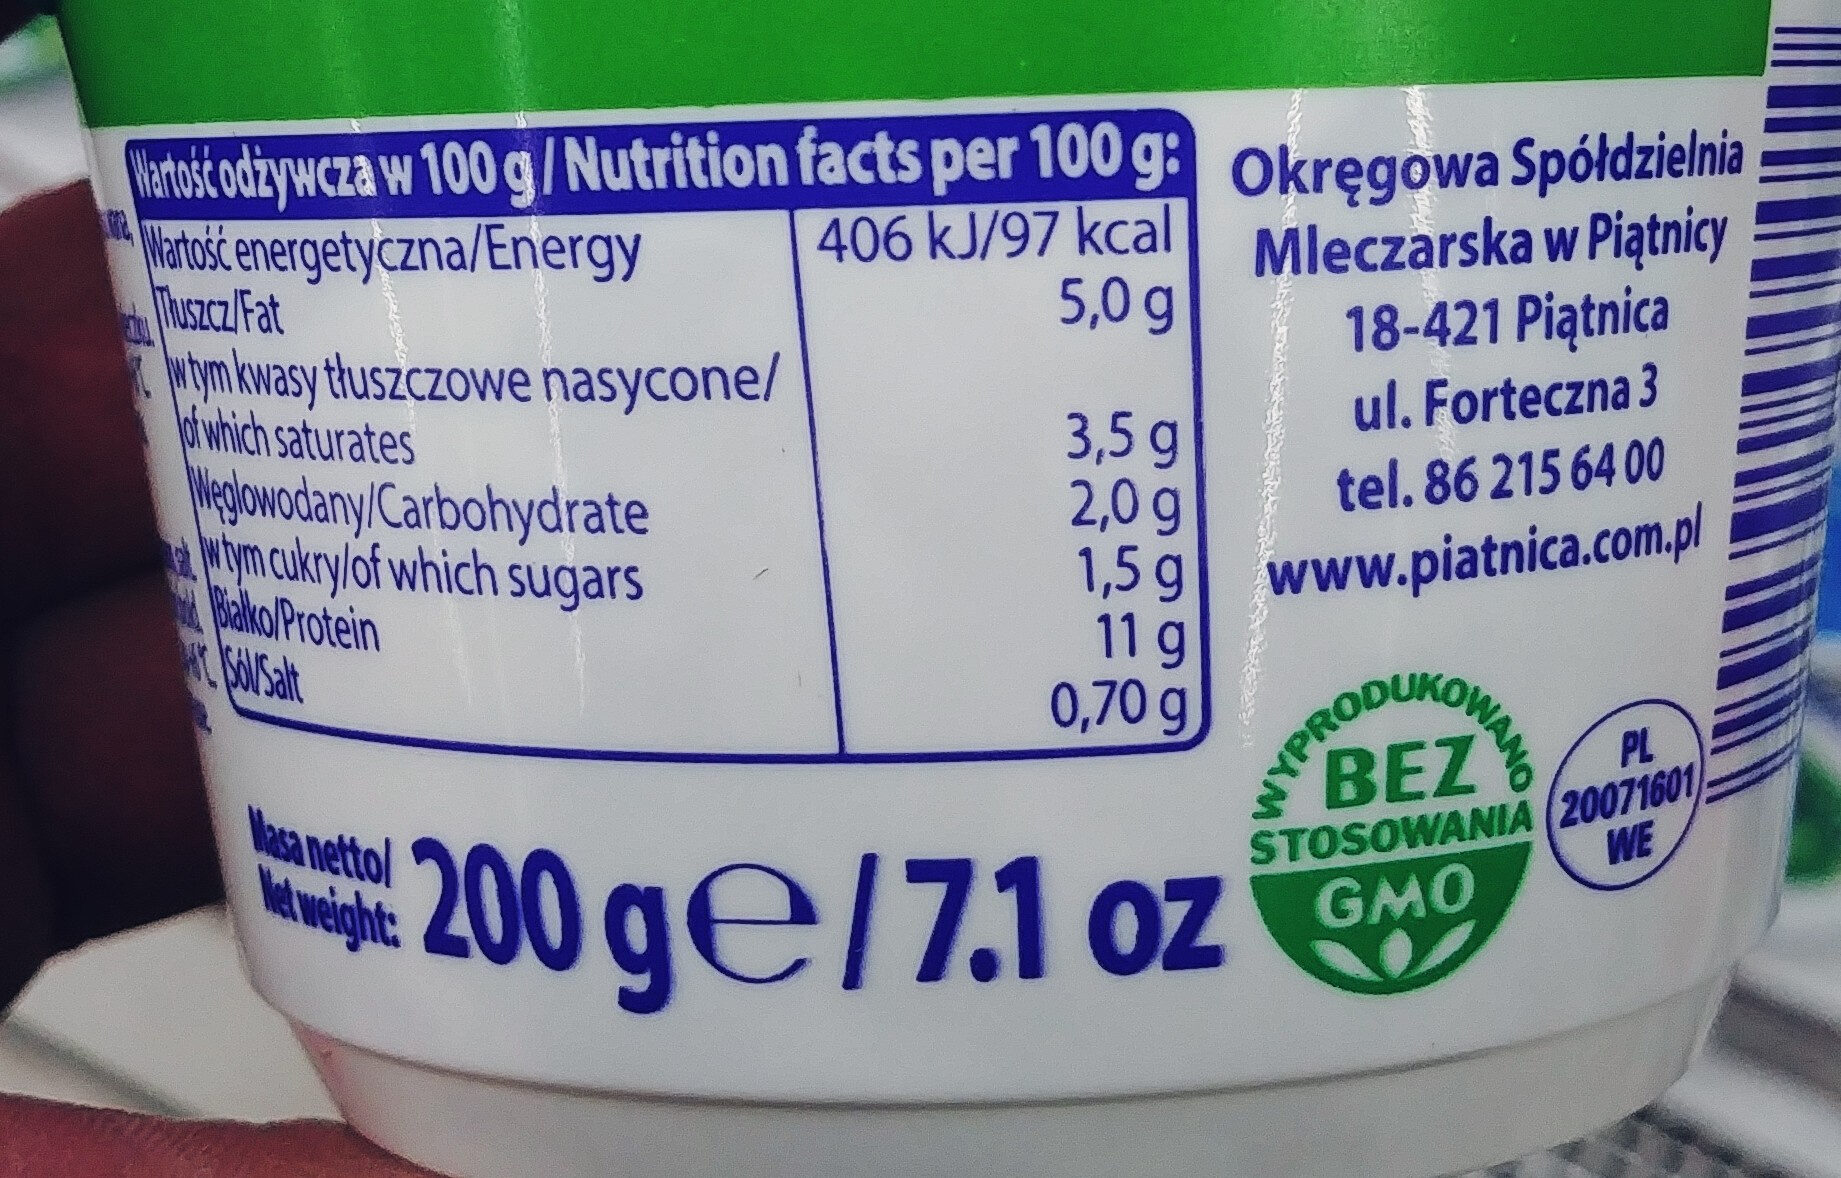 Wartość odżywcza w 100 g / Nutrition facts per 100 g:
Wartość energetyczna/Energy 406 kJ/97 kcal
Tłuszcz/Fat 5,0 g
w tym kwasy tłuszczowe nasycone/
of which saturates 3,5 g
Węglowodany/Carbohydrate 2,0 g
w tym cukry/of which sugars 1,5 g
Białko/Protein 11 g
Sól/Salt 0,70 g
Masa netto/
Net weight: 200 g e / 7.1 oz
Okręgowa Spółdzielnia
Mleczarska w Piątnicy
18-421 Piątnica
ul. Forteczna 3
tel. 86 215 64 00
www.piatnica.com.pl
WYPRODUKOWANO
BEZ
STOSOWANIA
GMO
PL
20071601
WE